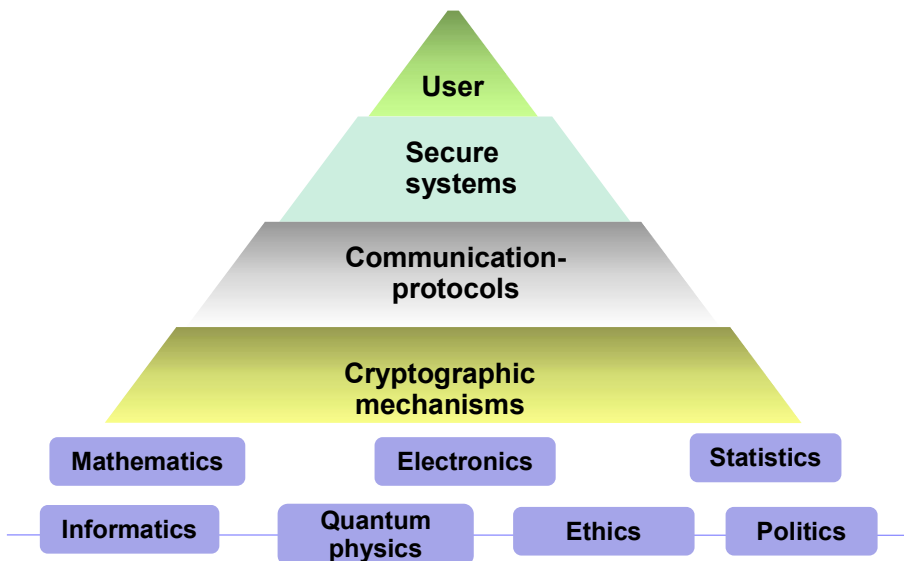 User
Secure
systems
Communication-
protocols
Cryptographic
mechanisms
Mathematics
Electronics
Statistics
Informatics
Quantum
physics
Ethics
Politics